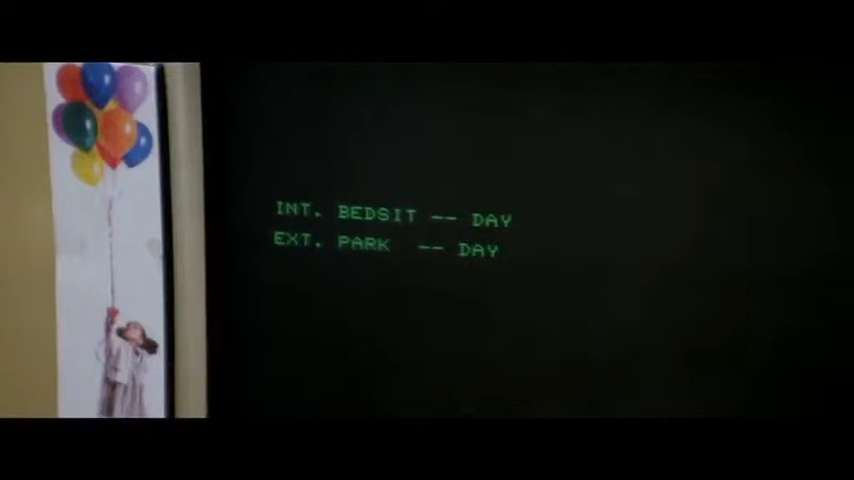 INT. BEDSIT -- DAY
EXT. PARK -- DAY